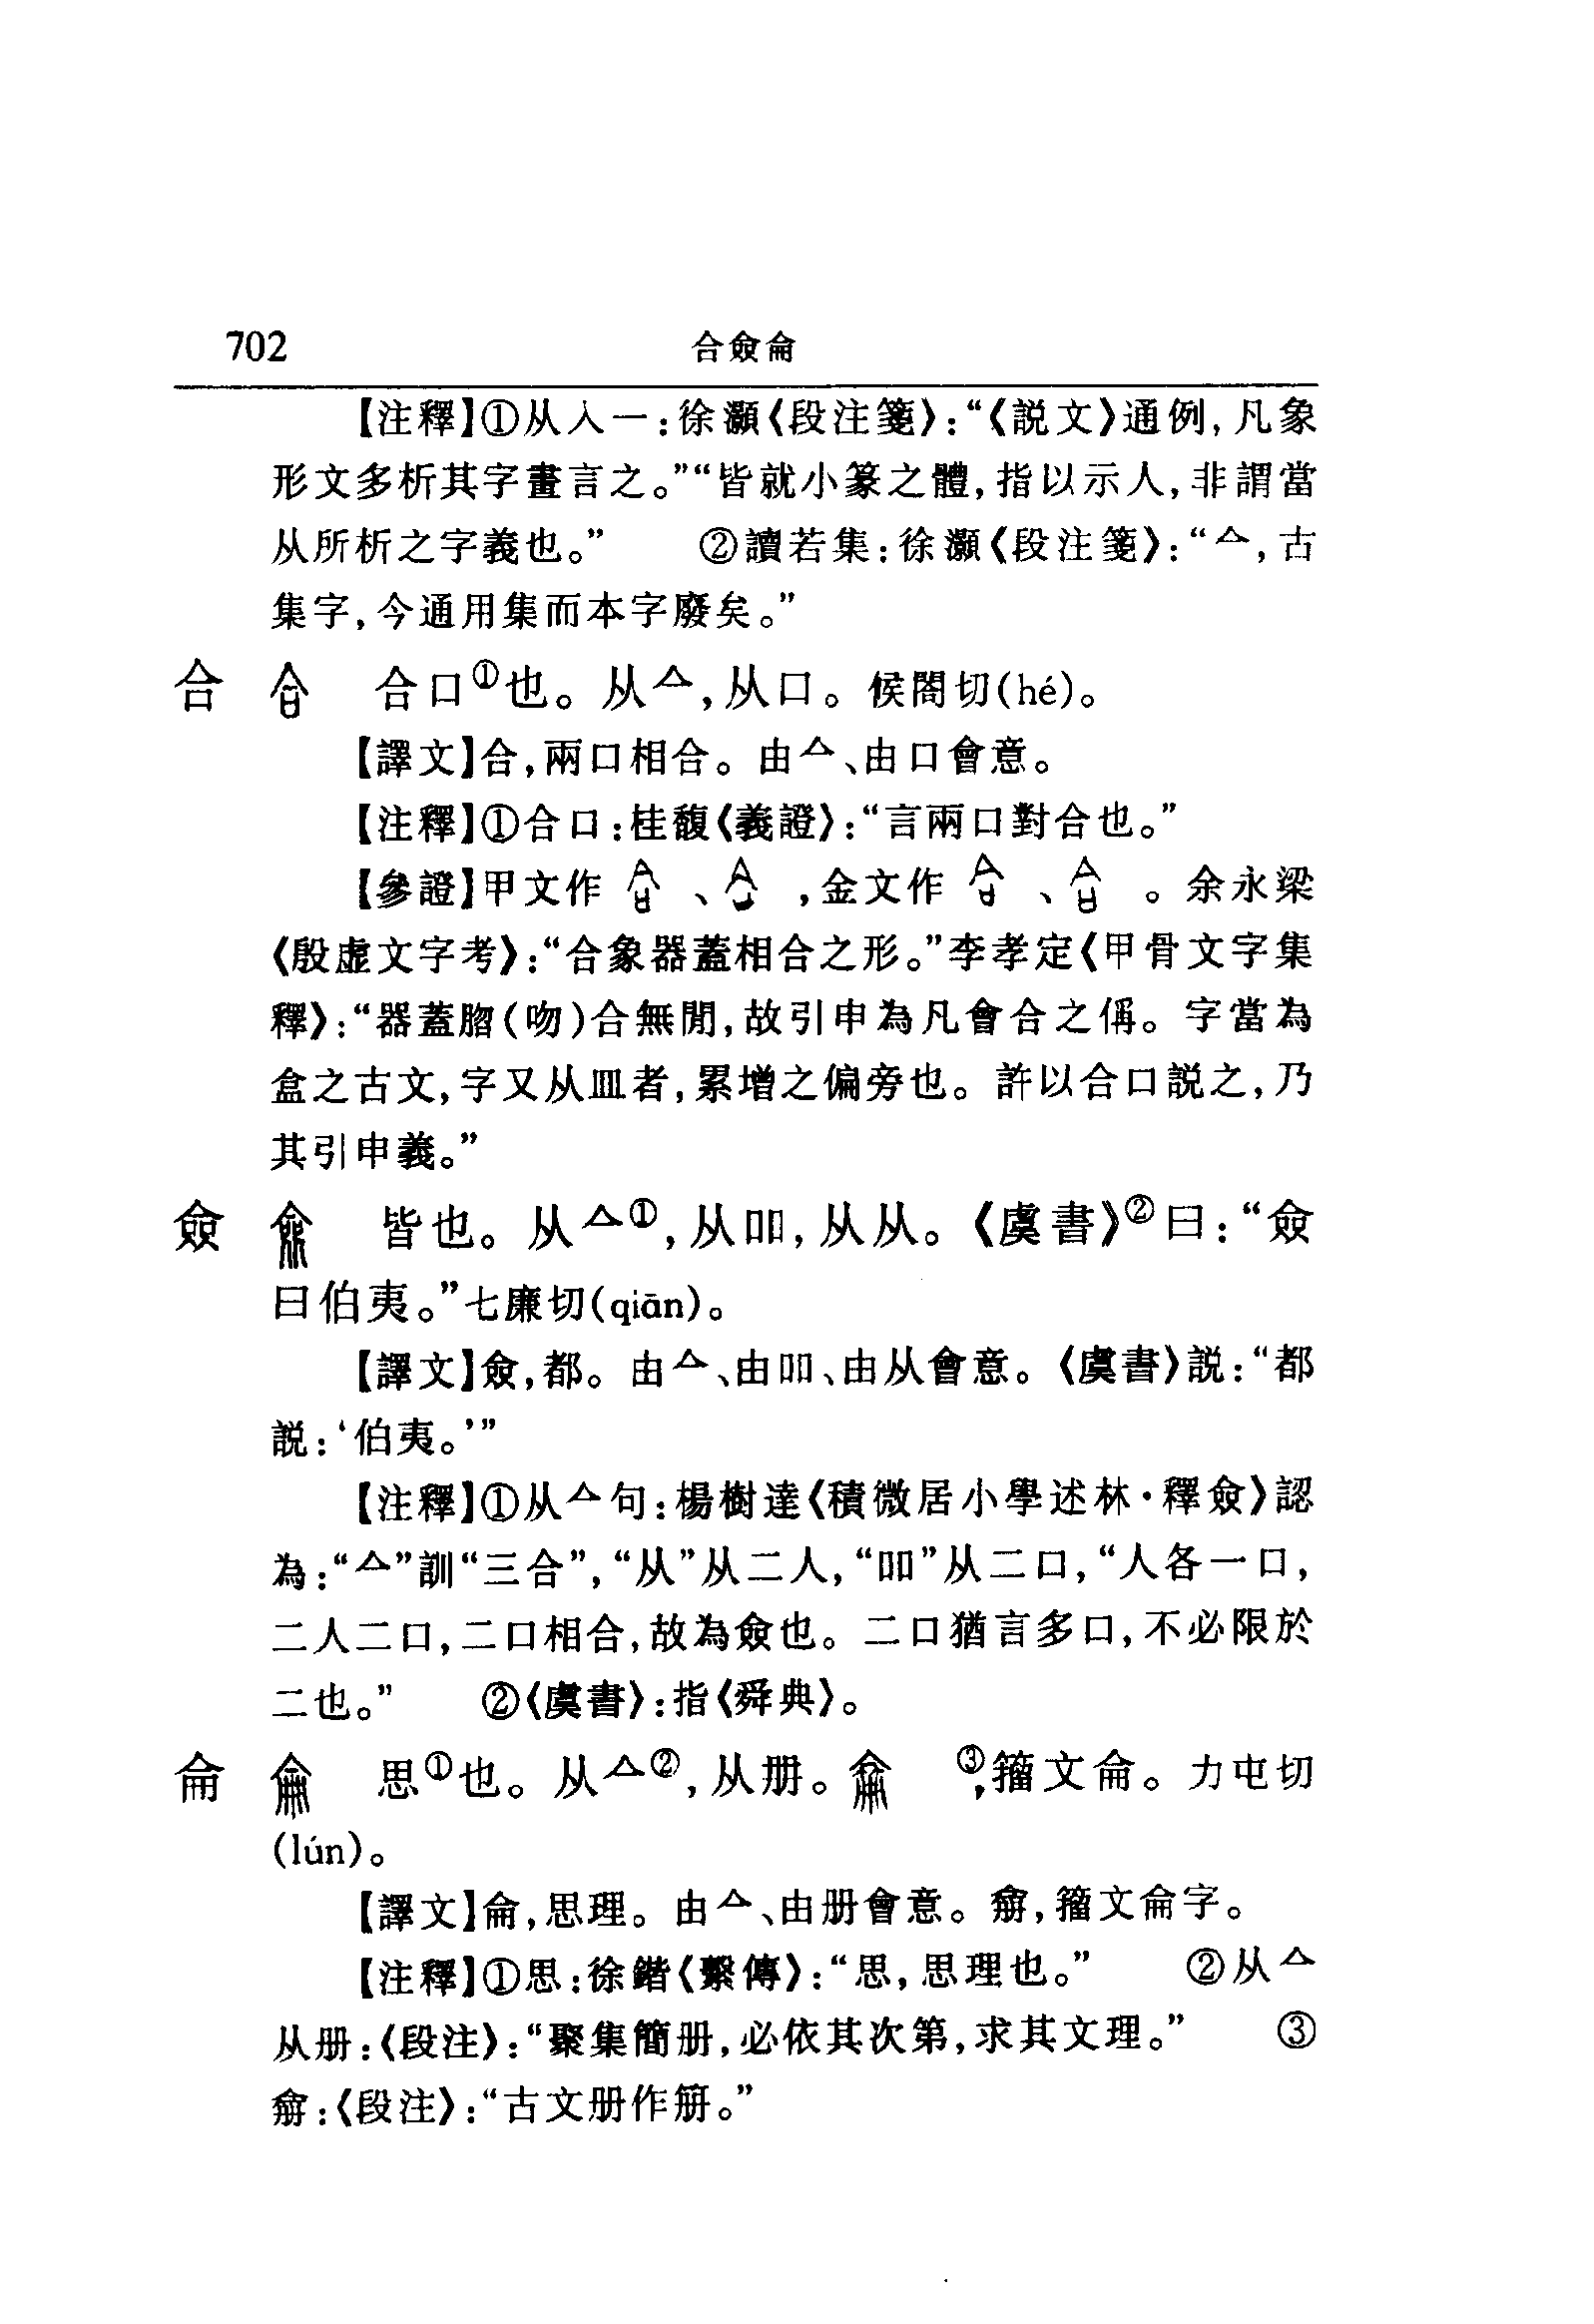 702 合僉侖
【注釋】①从入一:徐灝《段注箋》:“《説文》通例,凡象
形文多析其字畫言之。”“皆就小篆之體,指以示人,非謂當
从所析之字義也。” ②讀若集:徐灝《段注箋》:“亼,古
集字,今通用集而本字廢矣。”
合 合口①也。从亼,从口。候閤切(hé)。
【譯文】合,兩口相合。由亼、由口會意。
【注釋】①合口:桂馥《義證》:“言兩口對合也。”
【參證】甲文作 、 ,金文作 、 。余永梁
《殷虚文字考》:“合象器蓋相合之形。”李孝定《甲骨文字集
釋》:“器蓋脗(吻)合無閒,故引申為凡會合之偁。字當為
盒之古文,字又从皿者,累增之偏旁也。許以合口説之,乃
其引申義。”
僉 皆也。从亼①,从吅,从从。《虞書》②曰:“僉
曰伯夷。”七廉切(qiān)。
【譯文】僉,都。由亼、由吅、由从會意。《虞書》説:“都
説:‘伯夷。’”
【注釋】①从亼句:楊樹達《積微居小學述林·釋僉》認
為:“亼”訓“三合”,“从”从二人,“吅”从二口,“人各一口,
二人二口,二口相合,故為僉也。二口猶言多口,不必限於
二也。” ②《虞書》:指《舜典》。
侖 思①也。从亼②,从册。 ③,籀文侖。力屯切
(lún)。
【譯文】侖,思理。由亼、由册會意。 ,籀文侖字。
【注釋】①思:徐鍇《繫傳》:“思,思理也。” ②从亼
从册:《段注》:“聚集簡册,必依其次第,求其文理。” ③
:《段注》:“古文册作𠕋。”